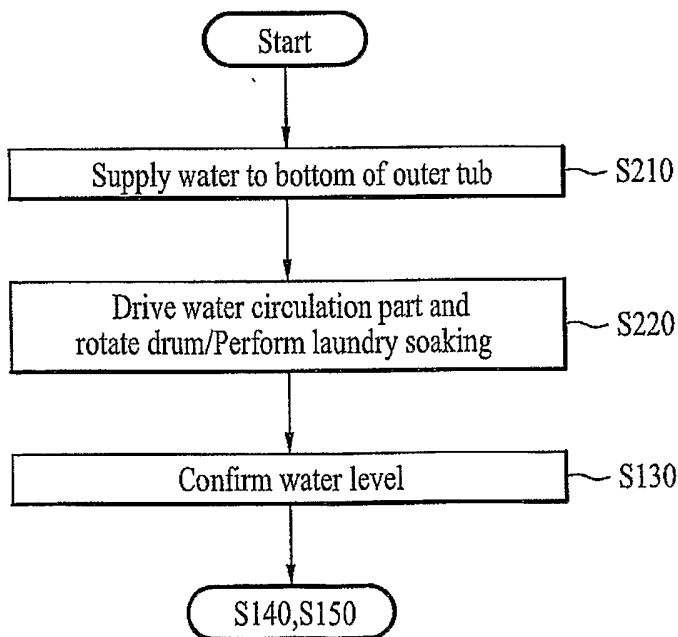 Start
Supply water to bottom of outer tub
S210
Drive water circulation part and
rotate drum/Perform laundry soaking
S220
Confirm water level
S130
S140,S150